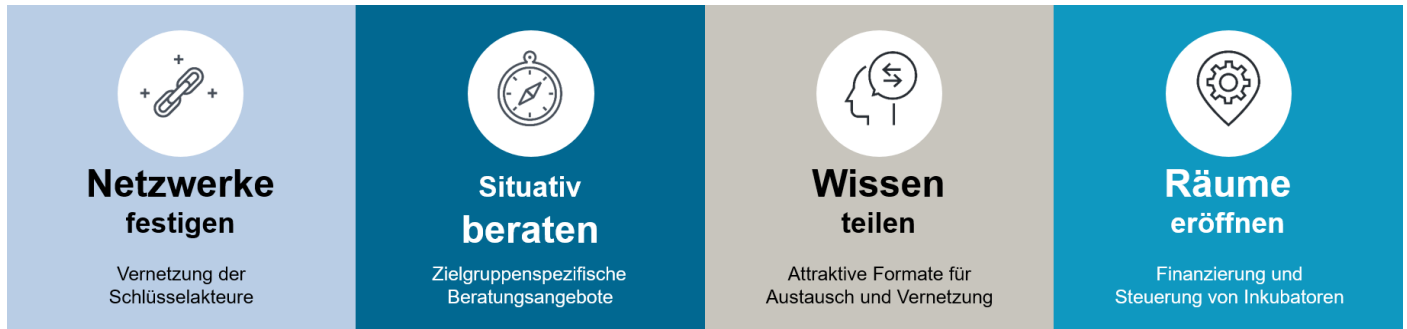 Netzwerke
festigen
Vernetzung der
Schlüsselakteure
Situativ
beraten
Zielgruppenspezifische
Beratungsangebote
Wissen
teilen
Attraktive Formate für
Austausch und Vernetzung
Räume
eröffnen
Finanzierung und
Steuerung von Inkubatoren